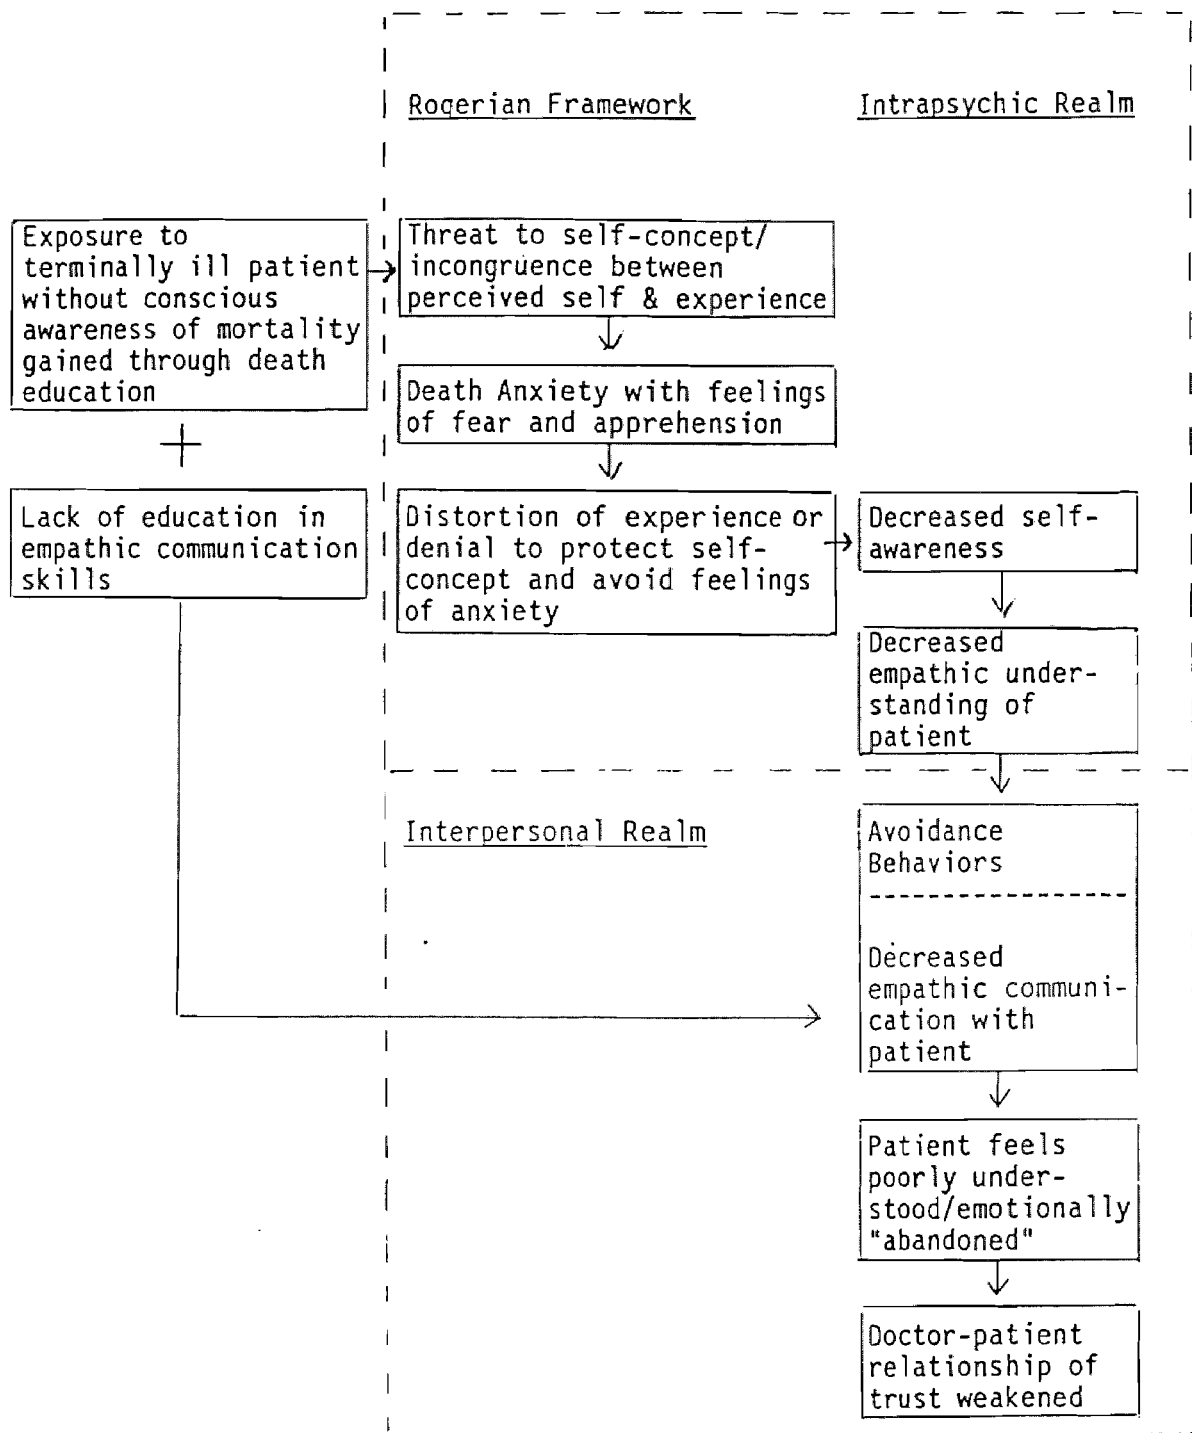 Rogerian Framework
Intrapsychic Realm
Exposure to
terminally ill patient
without conscious
awareness of mortality
gained through death
education
+
Lack of education in
empathic communication
skills
Threat to self-concept/
incongruence between
perceived self & experience
Death Anxiety with feelings
of fear and apprehension
Distortion of experience or
denial to protect self-
concept and avoid feelings
of anxiety
Decreased self-
awareness
Decreased
empathic under-
standing of
patient
Interpersonal Realm
Avoidance
Behaviors
Decreased
empathic communi-
cation with
patient
Patient feels
poorly under-
stood/emotionally
"abandoned"
Doctor-patient
relationship of
trust weakened